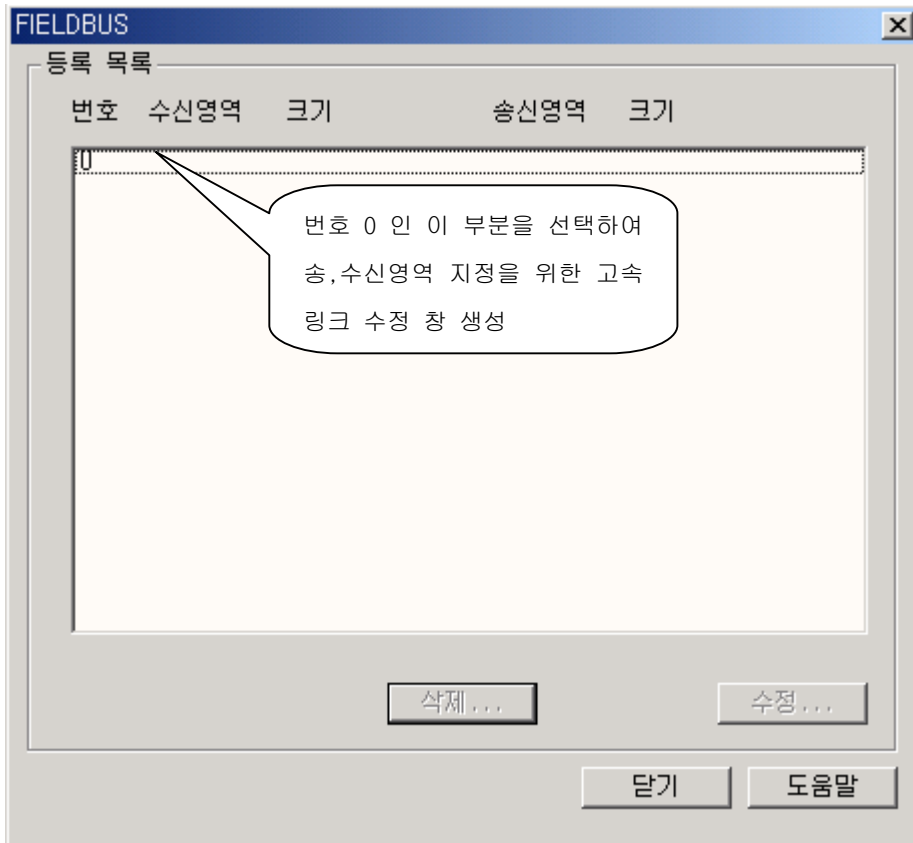 FIELDBUS
등록 목록
번호 수신영역 크기 송신영역 크기
0
번호 0 인 이 부분을 선택하여
송,수신영역 지정을 위한 고속
링크 수정 창 생성
삭제... 수정...
닫기 도움말